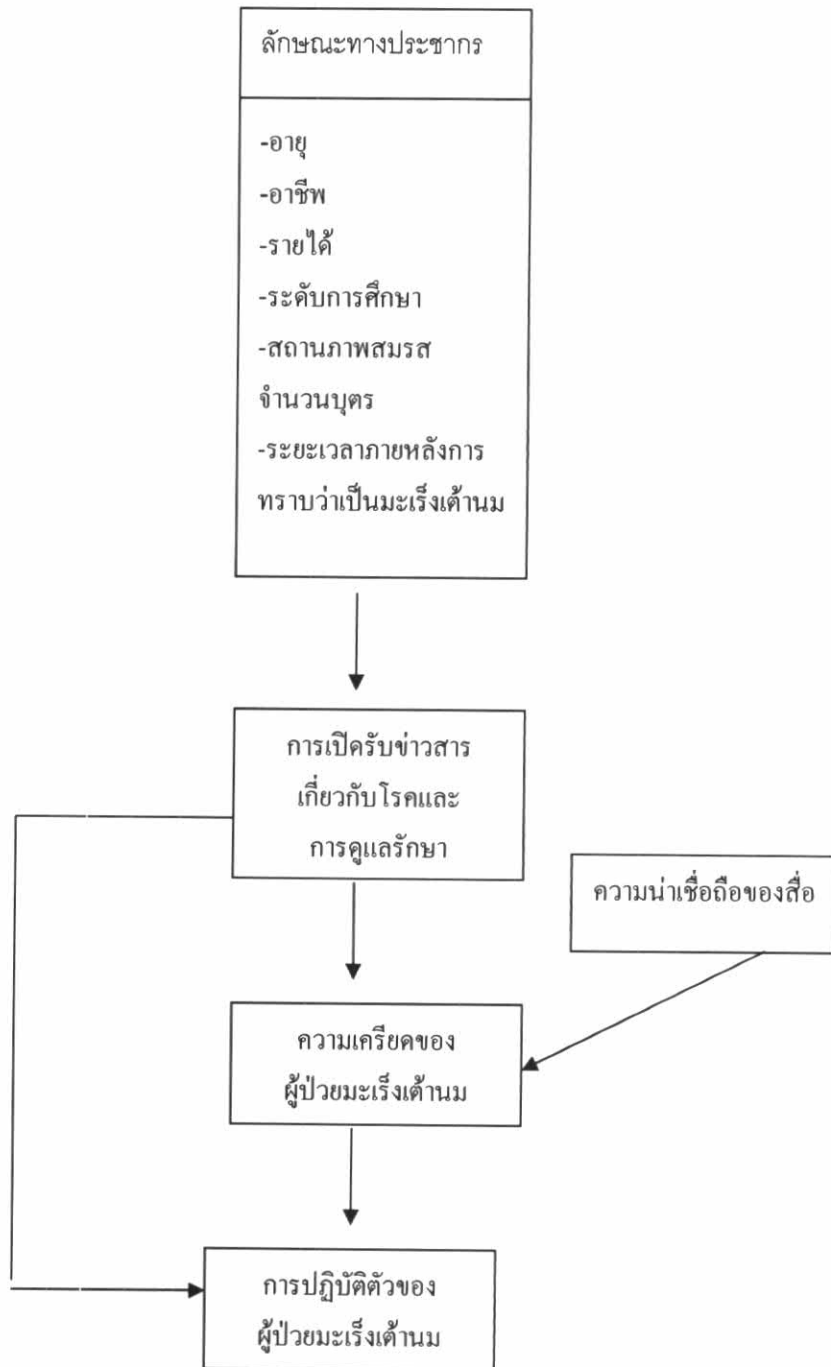 ลักษณะทางประชากร
-อายุ
-อาชีพ
-รายได้
-ระดับการศึกษา
-สถานภาพสมรส
จำนวนบุตร
-ระยะเวลาภายหลังการ
ทราบว่าเป็นมะเร็งเต้านม
การเปิดรับข่าวสาร
เกี่ยวกับโรคและ
การดูแลรักษา
ความน่าเชื่อถือของสื่อ
ความเครียดของ
ผู้ป่วยมะเร็งเต้านม
การปฏิบัติตัวของ
ผู้ป่วยมะเร็งเต้านม